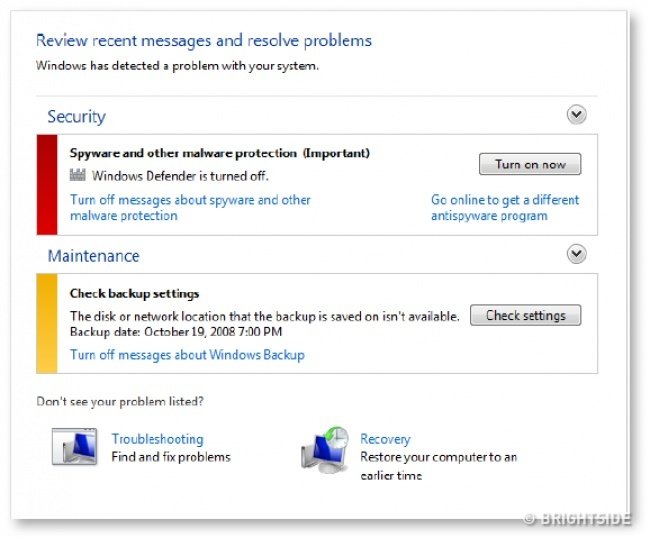 Review recent messages and resolve problems
Windows has detected a problem with your system.
Security
Spyware and other malware protection (Important)
Turn on now
Windows Defender is turned off.
Turn off messages about spyware and other
malware protection
Go online to get a different
antispyware program
Maintenance
Check backup settings
The disk or network location that the backup is saved on isn't available.
Backup date: October 19, 2008 7:00 PM
Check settings
Turn off messages about Windows Backup
Don't see your problem listed?
Troubleshooting
Find and fix problems
Recovery
Restore your computer to an
earlier time
© BRIGHTSIDE